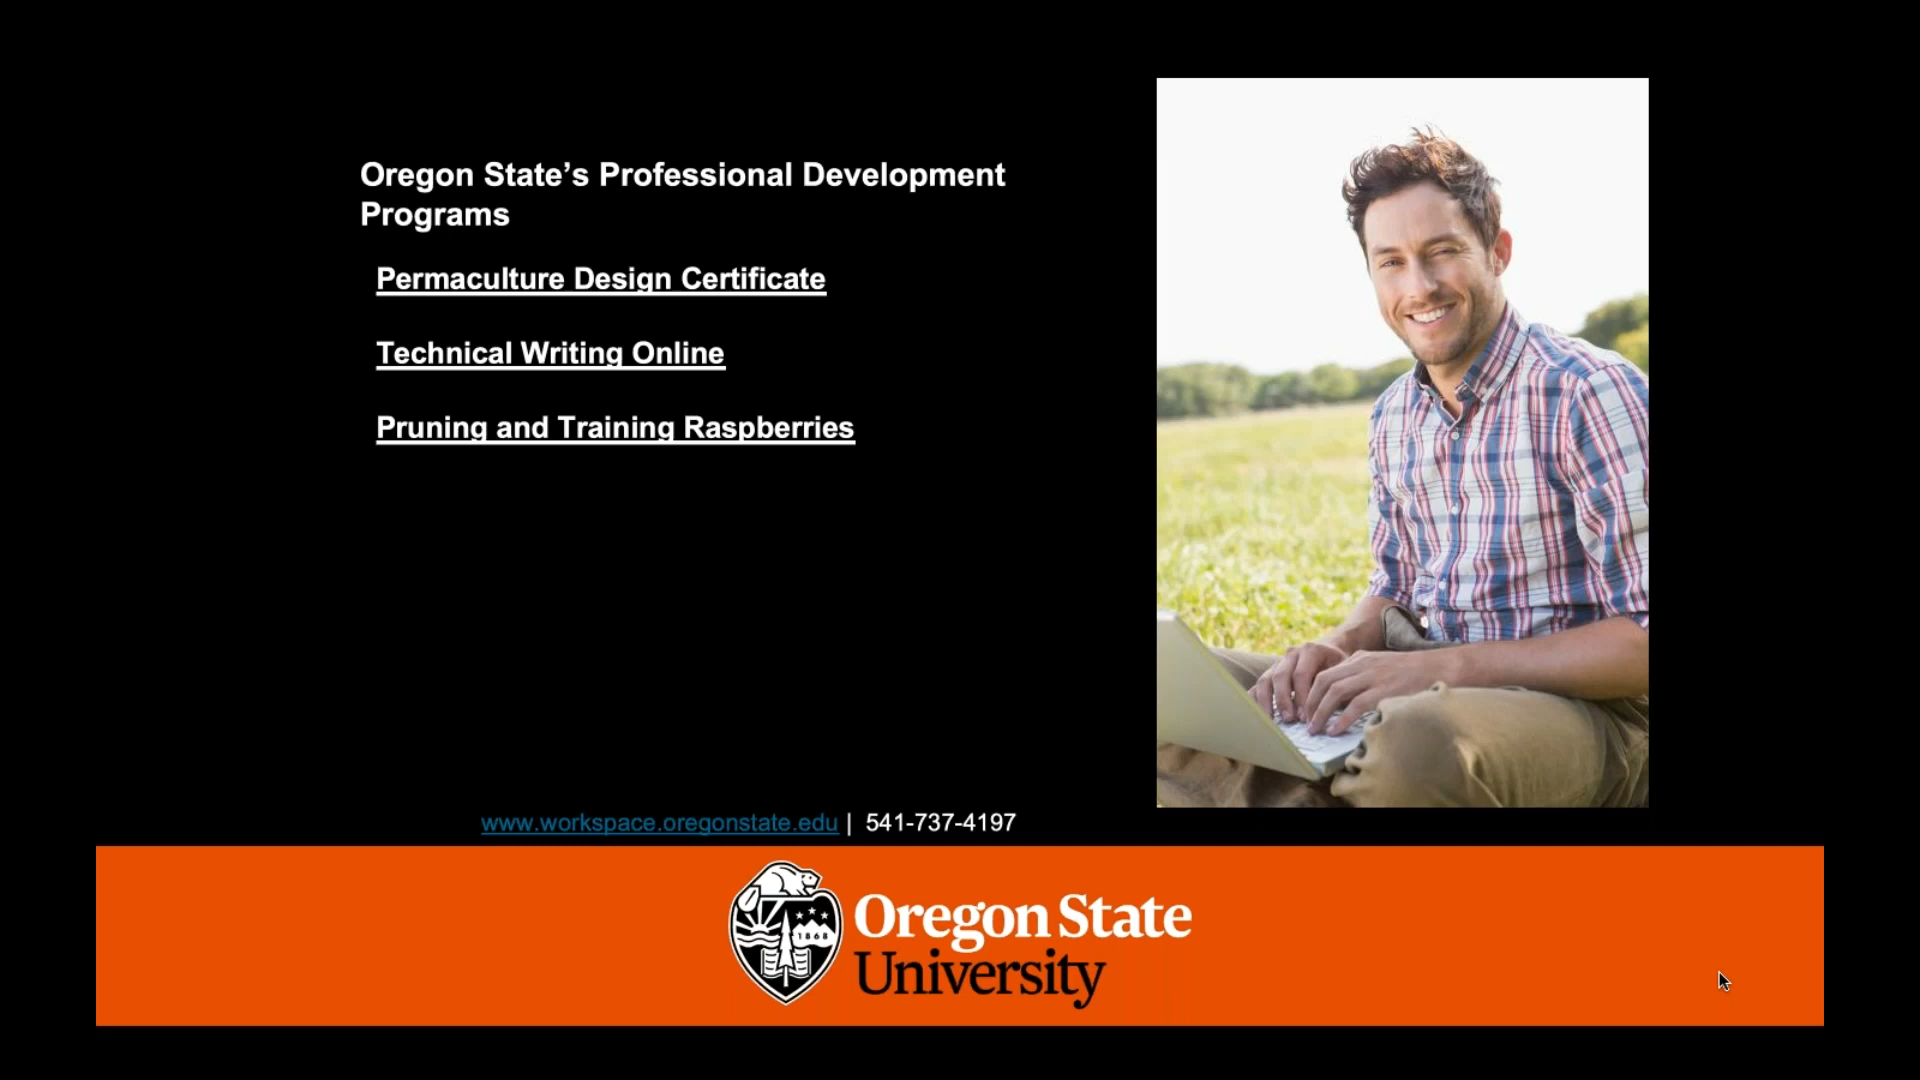 Oregon State’s Professional Development
Programs
Permaculture Design Certificate
Technical Writing Online
Pruning and Training Raspberries
www.workspace.oregonstate.edu | 541-737-4197
1868
Oregon State
University